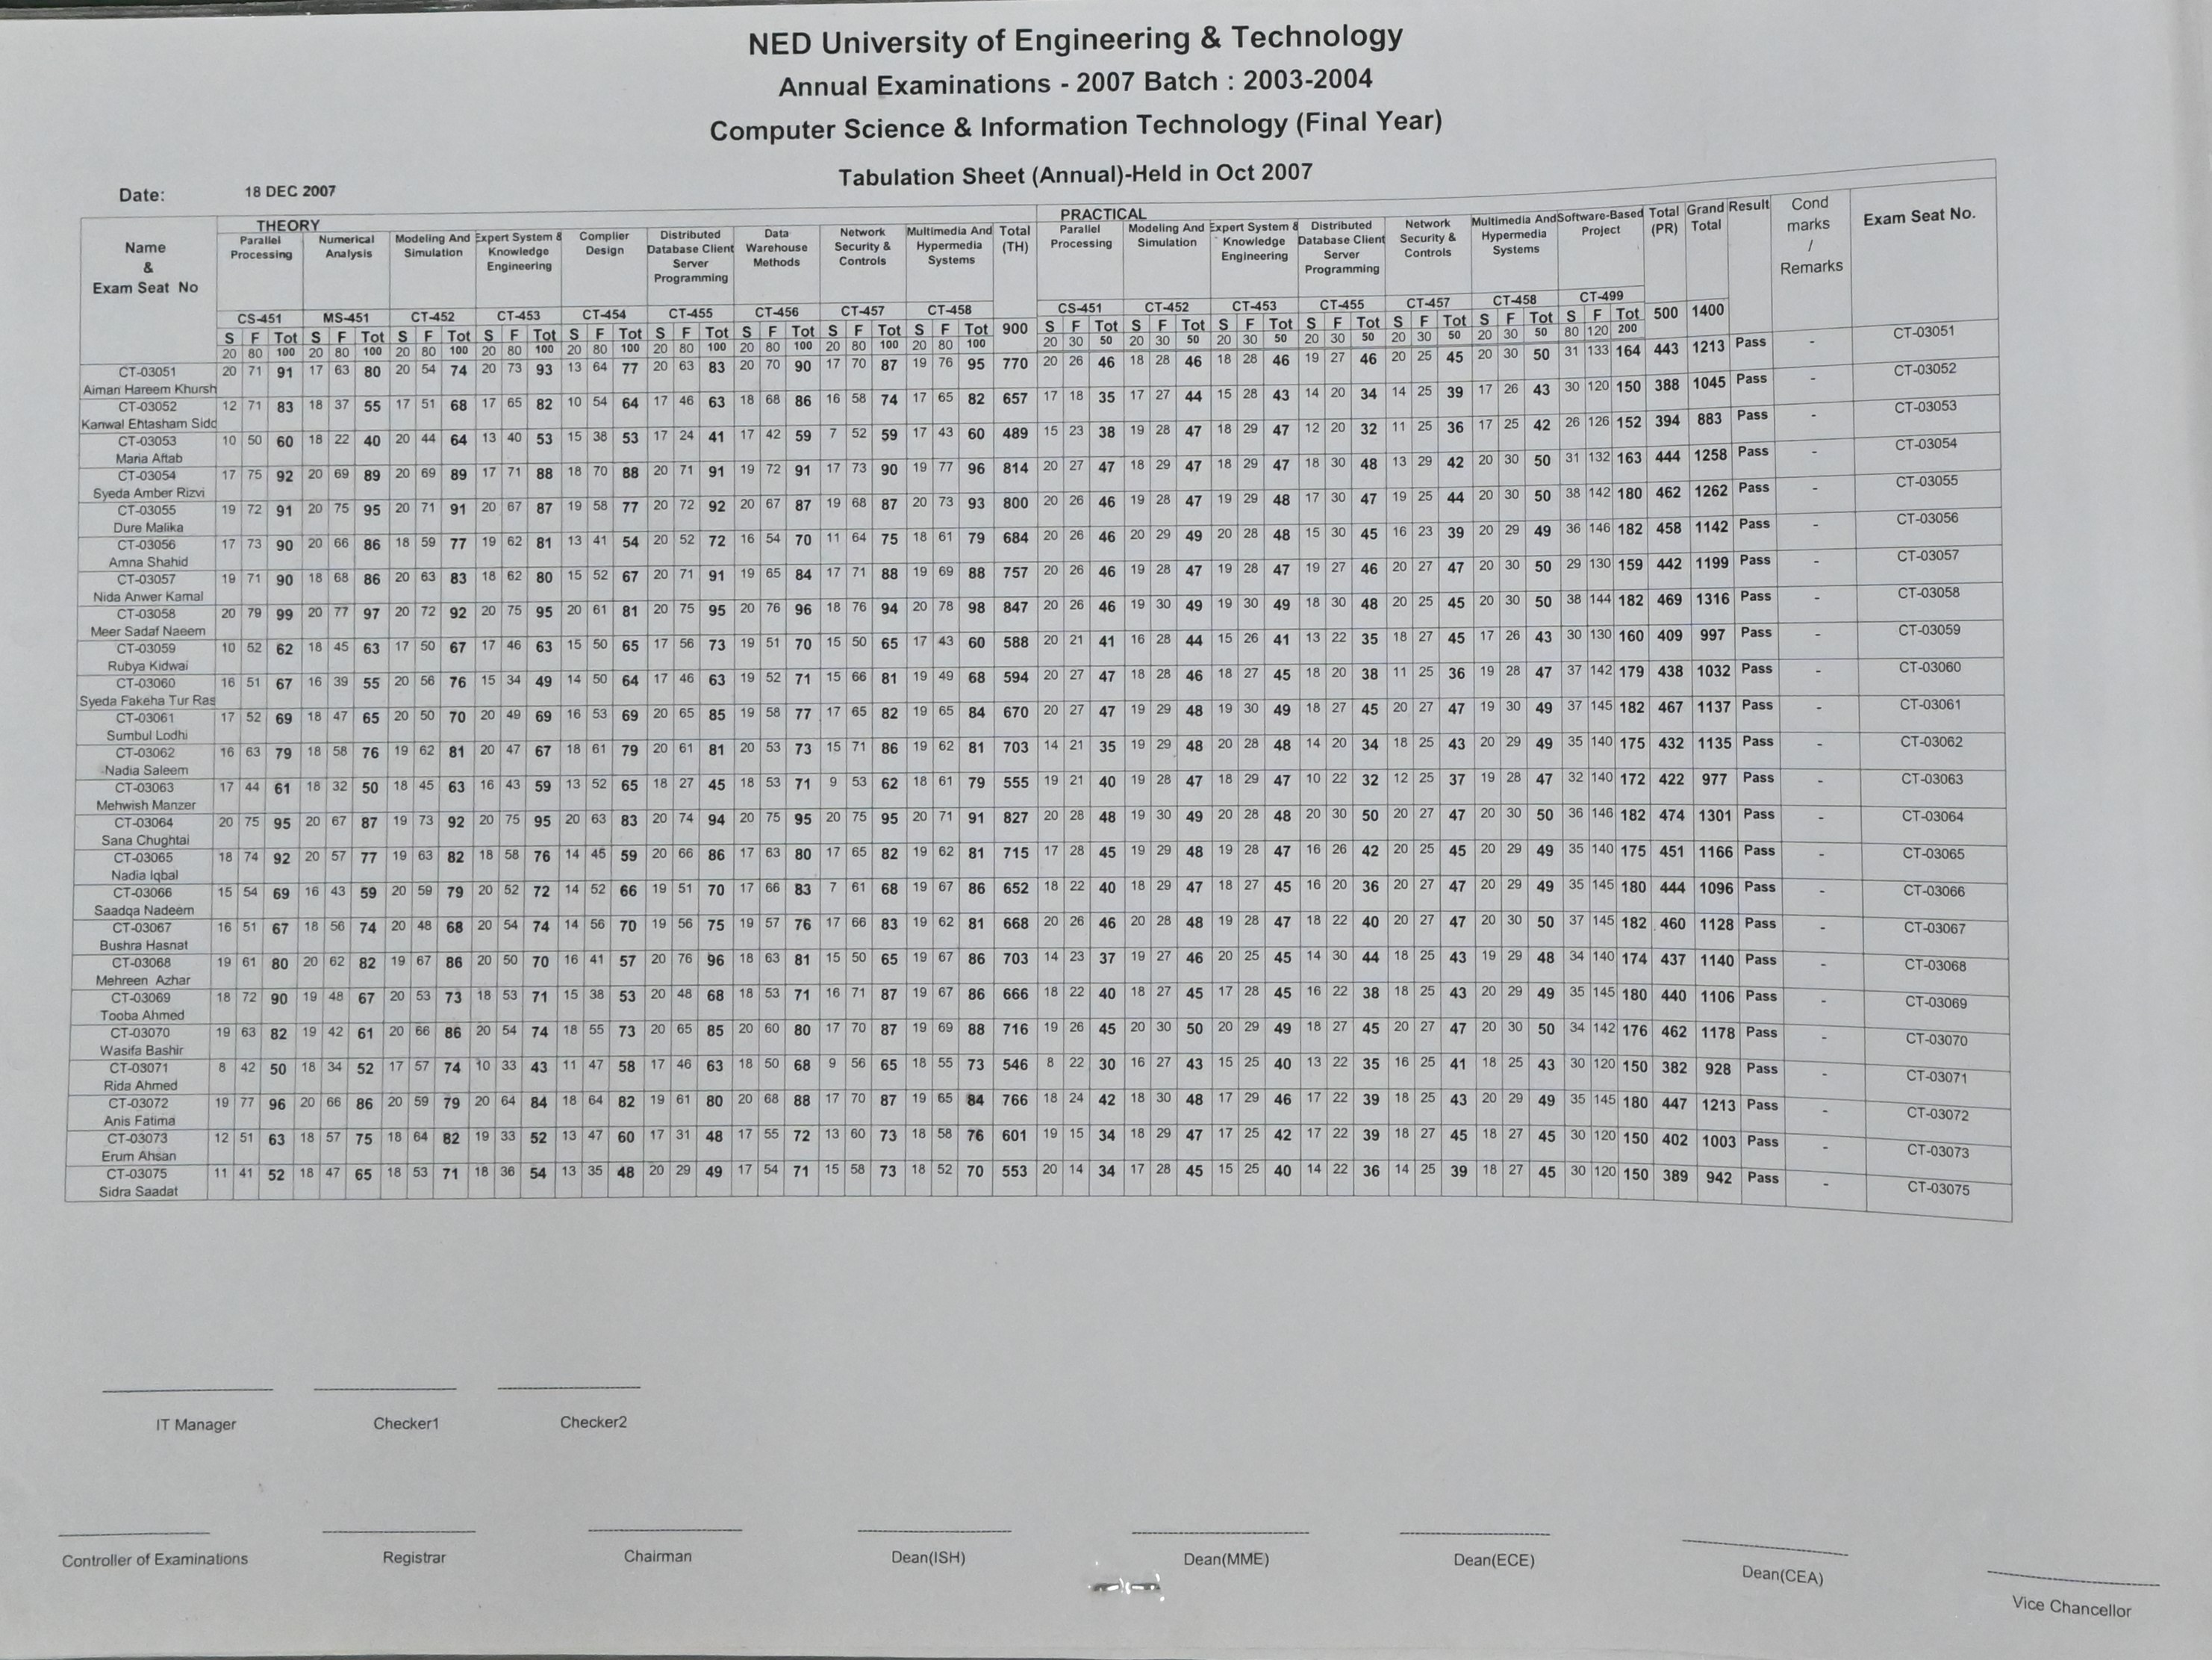 NED University of Engineering & Technology
Annual Examinations - 2007 Batch : 2003-2004
Computer Science & Information Technology (Final Year)
Tabulation Sheet (Annual)-Held in Oct 2007
Date: 18 DEC 2007
Name & Exam Seat No
THEORY
Parallel Processing Numerical Analysis Modeling And Simulation Expert System & Knowledge Engineering Complier Design Distributed Database Client Server Programming Data Warehouse Methods Network Security & Controls Multimedia And Hypermedia Systems Total (TH)
PRACTICAL
Parallel Processing Modeling And Simulation Expert System & Knowledge Engineering Distributed Database Client Server Programming Network Security & Controls Multimedia And Hypermedia Systems Software-Based Project Total (PR) Grand Total Result Cond marks / Remarks Exam Seat No.
CS-451 MS-451 CT-452 CT-453 CT-454 CT-455 CT-456 CT-457 CT-458 CS-451 CT-452 CT-453 CT-455 CT-457 CT-458 CT-499
S F Tot S F Tot S F Tot S F Tot S F Tot S F Tot S F Tot S F Tot S F Tot 900 S F Tot S F Tot S F Tot S F Tot S F Tot S F Tot S F Tot 500 1400
20 80 100 20 80 100 20 80 100 20 80 100 20 80 100 20 80 100 20 80 100 20 80 100 20 80 100 20 30 50 20 30 50 20 30 50 20 30 50 20 30 50 20 30 50 80 120 200
CT-03051 20 71 91 17 63 80 20 54 74 20 73 93 13 64 77 20 63 83 20 70 90 17 70 87 19 76 95 770 20 26 46 18 28 46 18 28 46 19 27 46 20 25 45 20 30 50 31 133 164 443 1213 Pass - CT-03051
Aiman Hareem Khursh
CT-03052 12 71 83 18 37 55 17 51 68 17 65 82 10 54 64 17 46 63 18 68 86 16 58 74 17 65 82 657 17 18 35 17 27 44 15 28 43 14 20 34 14 25 39 17 26 43 30 120 150 388 1045 Pass - CT-03052
Kanwal Ehtasham Sidd
CT-03053 10 50 60 18 22 40 20 44 64 13 40 53 15 38 53 17 24 41 17 42 59 7 52 59 17 43 60 489 15 23 38 19 28 47 18 29 47 12 20 32 11 25 36 17 25 42 26 126 152 394 883 Pass - CT-03053
Maria Aftab
CT-03054 17 75 92 20 69 89 20 69 89 17 71 88 18 70 88 20 71 91 19 72 91 17 73 90 19 77 96 814 20 27 47 18 29 47 18 29 47 18 30 48 13 29 42 20 30 50 31 132 163 444 1258 Pass - CT-03054
Syeda Amber Rizvi
CT-03055 19 72 91 20 75 95 20 71 91 20 67 87 19 58 77 20 72 92 20 67 87 19 68 87 20 73 93 800 20 26 46 19 28 47 19 29 48 17 30 47 19 25 44 20 30 50 38 142 180 462 1262 Pass - CT-03055
Dure Malika
CT-03056 17 73 90 20 66 86 18 59 77 19 62 81 13 41 54 20 52 72 16 54 70 11 64 75 18 61 79 684 20 26 46 20 29 49 20 28 48 15 30 45 16 23 39 20 29 49 36 146 182 458 1142 Pass - CT-03056
Amna Shahid
CT-03057 19 71 90 18 68 86 20 63 83 18 62 80 15 52 67 20 71 91 19 65 84 17 71 88 19 69 88 757 20 26 46 19 28 47 19 28 47 19 27 46 20 27 47 20 30 50 29 130 159 442 1199 Pass - CT-03057
Nida Anwer Kamal
CT-03058 20 79 99 20 77 97 20 72 92 20 75 95 20 61 81 20 75 95 20 76 96 18 76 94 20 78 98 847 20 26 46 19 30 49 19 30 49 18 30 48 20 25 45 20 30 50 38 144 182 469 1316 Pass - CT-03058
Meer Sadaf Naeem
CT-03059 10 52 62 18 45 63 17 50 67 17 46 63 15 50 65 17 56 73 19 51 70 15 50 65 17 43 60 588 20 21 41 16 28 44 15 26 41 13 22 35 18 27 45 17 26 43 30 130 160 409 997 Pass - CT-03059
Rubya Kidwai
CT-03060 16 51 67 16 39 55 20 56 76 15 34 49 14 50 64 17 46 63 19 52 71 15 66 81 19 49 68 594 20 27 47 18 28 46 18 27 45 18 20 38 11 25 36 19 28 47 37 142 179 438 1032 Pass - CT-03060
Syeda Fakeha Tur Ras
CT-03061 17 52 69 18 47 65 20 50 70 20 49 69 16 53 69 20 65 85 19 58 77 17 65 82 19 65 84 670 20 27 47 19 29 48 19 30 49 18 27 45 20 27 47 19 30 49 37 145 182 467 1137 Pass - CT-03061
Sumbul Lodhi
CT-03062 16 63 79 18 58 76 19 62 81 20 47 67 18 61 79 20 61 81 20 53 73 15 71 86 19 62 81 703 14 21 35 19 29 48 20 28 48 14 20 34 18 25 43 20 29 49 35 140 175 432 1135 Pass - CT-03062
Nadia Saleem
CT-03063 17 44 61 18 32 50 18 45 63 16 43 59 13 52 65 18 27 45 18 53 71 9 53 62 18 61 79 555 19 21 40 19 28 47 18 29 47 10 22 32 12 25 37 19 28 47 32 140 172 422 977 Pass - CT-03063
Mehwish Manzer
CT-03064 20 75 95 20 67 87 19 73 92 20 75 95 20 63 83 20 74 94 20 75 95 20 75 95 20 71 91 827 20 28 48 19 30 49 20 28 48 20 30 50 20 27 47 20 30 50 36 146 182 474 1301 Pass - CT-03064
Sana Chughtai
CT-03065 18 74 92 20 57 77 19 63 82 18 58 76 14 45 59 20 66 86 17 63 80 17 65 82 19 62 81 715 17 28 45 19 29 48 19 28 47 16 26 42 20 25 45 20 29 49 35 140 175 451 1166 Pass - CT-03065
Nadia Iqbal
CT-03066 15 54 69 16 43 59 20 59 79 20 52 72 14 52 66 19 51 70 17 66 83 7 61 68 19 67 86 652 18 22 40 18 29 47 18 27 45 16 20 36 20 27 47 20 29 49 35 145 180 444 1096 Pass - CT-03066
Saadqa Nadeem
CT-03067 16 51 67 18 56 74 20 48 68 20 54 74 14 56 70 19 56 75 19 57 76 17 66 83 19 62 81 668 20 26 46 20 28 48 19 28 47 18 22 40 20 27 47 20 30 50 37 145 182 460 1128 Pass - CT-03067
Bushra Hasnat
CT-03068 19 61 80 20 62 82 19 67 86 20 50 70 16 41 57 20 76 96 18 63 81 15 50 65 19 67 86 703 14 23 37 19 27 46 20 25 45 14 30 44 18 25 43 19 29 48 34 140 174 437 1140 Pass - CT-03068
Mehreen Azhar
CT-03069 18 72 90 19 48 67 20 53 73 18 53 71 15 38 53 20 48 68 18 53 71 16 71 87 19 67 86 666 18 22 40 18 27 45 17 28 45 16 22 38 18 25 43 20 29 49 35 145 180 440 1106 Pass - CT-03069
Tooba Ahmed
CT-03070 19 63 82 19 42 61 20 66 86 20 54 74 18 55 73 20 65 85 20 60 80 17 70 87 19 69 88 716 19 26 45 20 30 50 20 29 49 18 27 45 20 27 47 20 30 50 34 142 176 462 1178 Pass - CT-03070
Wasifa Bashir
CT-03071 8 42 50 18 34 52 17 57 74 10 33 43 11 47 58 17 46 63 18 50 68 9 56 65 18 55 73 546 8 22 30 16 27 43 15 25 40 13 22 35 16 25 41 18 25 43 30 120 150 382 928 Pass - CT-03071
Rida Ahmed
CT-03072 19 77 96 20 66 86 20 59 79 20 64 84 18 64 82 19 61 80 20 68 88 17 70 87 19 65 84 766 18 24 42 18 30 48 17 29 46 17 22 39 18 25 43 20 29 49 35 145 180 447 1213 Pass - CT-03072
Anis Fatima
CT-03073 12 51 63 18 57 75 18 64 82 19 33 52 13 47 60 17 31 48 17 55 72 13 60 73 18 58 76 601 19 15 34 18 29 47 17 25 42 17 22 39 18 27 45 18 27 45 30 120 150 402 1003 Pass - CT-03073
Erum Ahsan
CT-03075 11 41 52 18 47 65 18 53 71 18 36 54 13 35 48 20 29 49 17 54 71 15 58 73 18 52 70 553 20 14 34 17 28 45 15 25 40 14 22 36 14 25 39 18 27 45 30 120 150 389 942 Pass - CT-03075
Sidra Saadat
IT Manager Checker1 Checker2
Controller of Examinations Registrar Chairman Dean(ISH) Dean(MME) Dean(ECE) Dean(CEA) Vice Chancellor